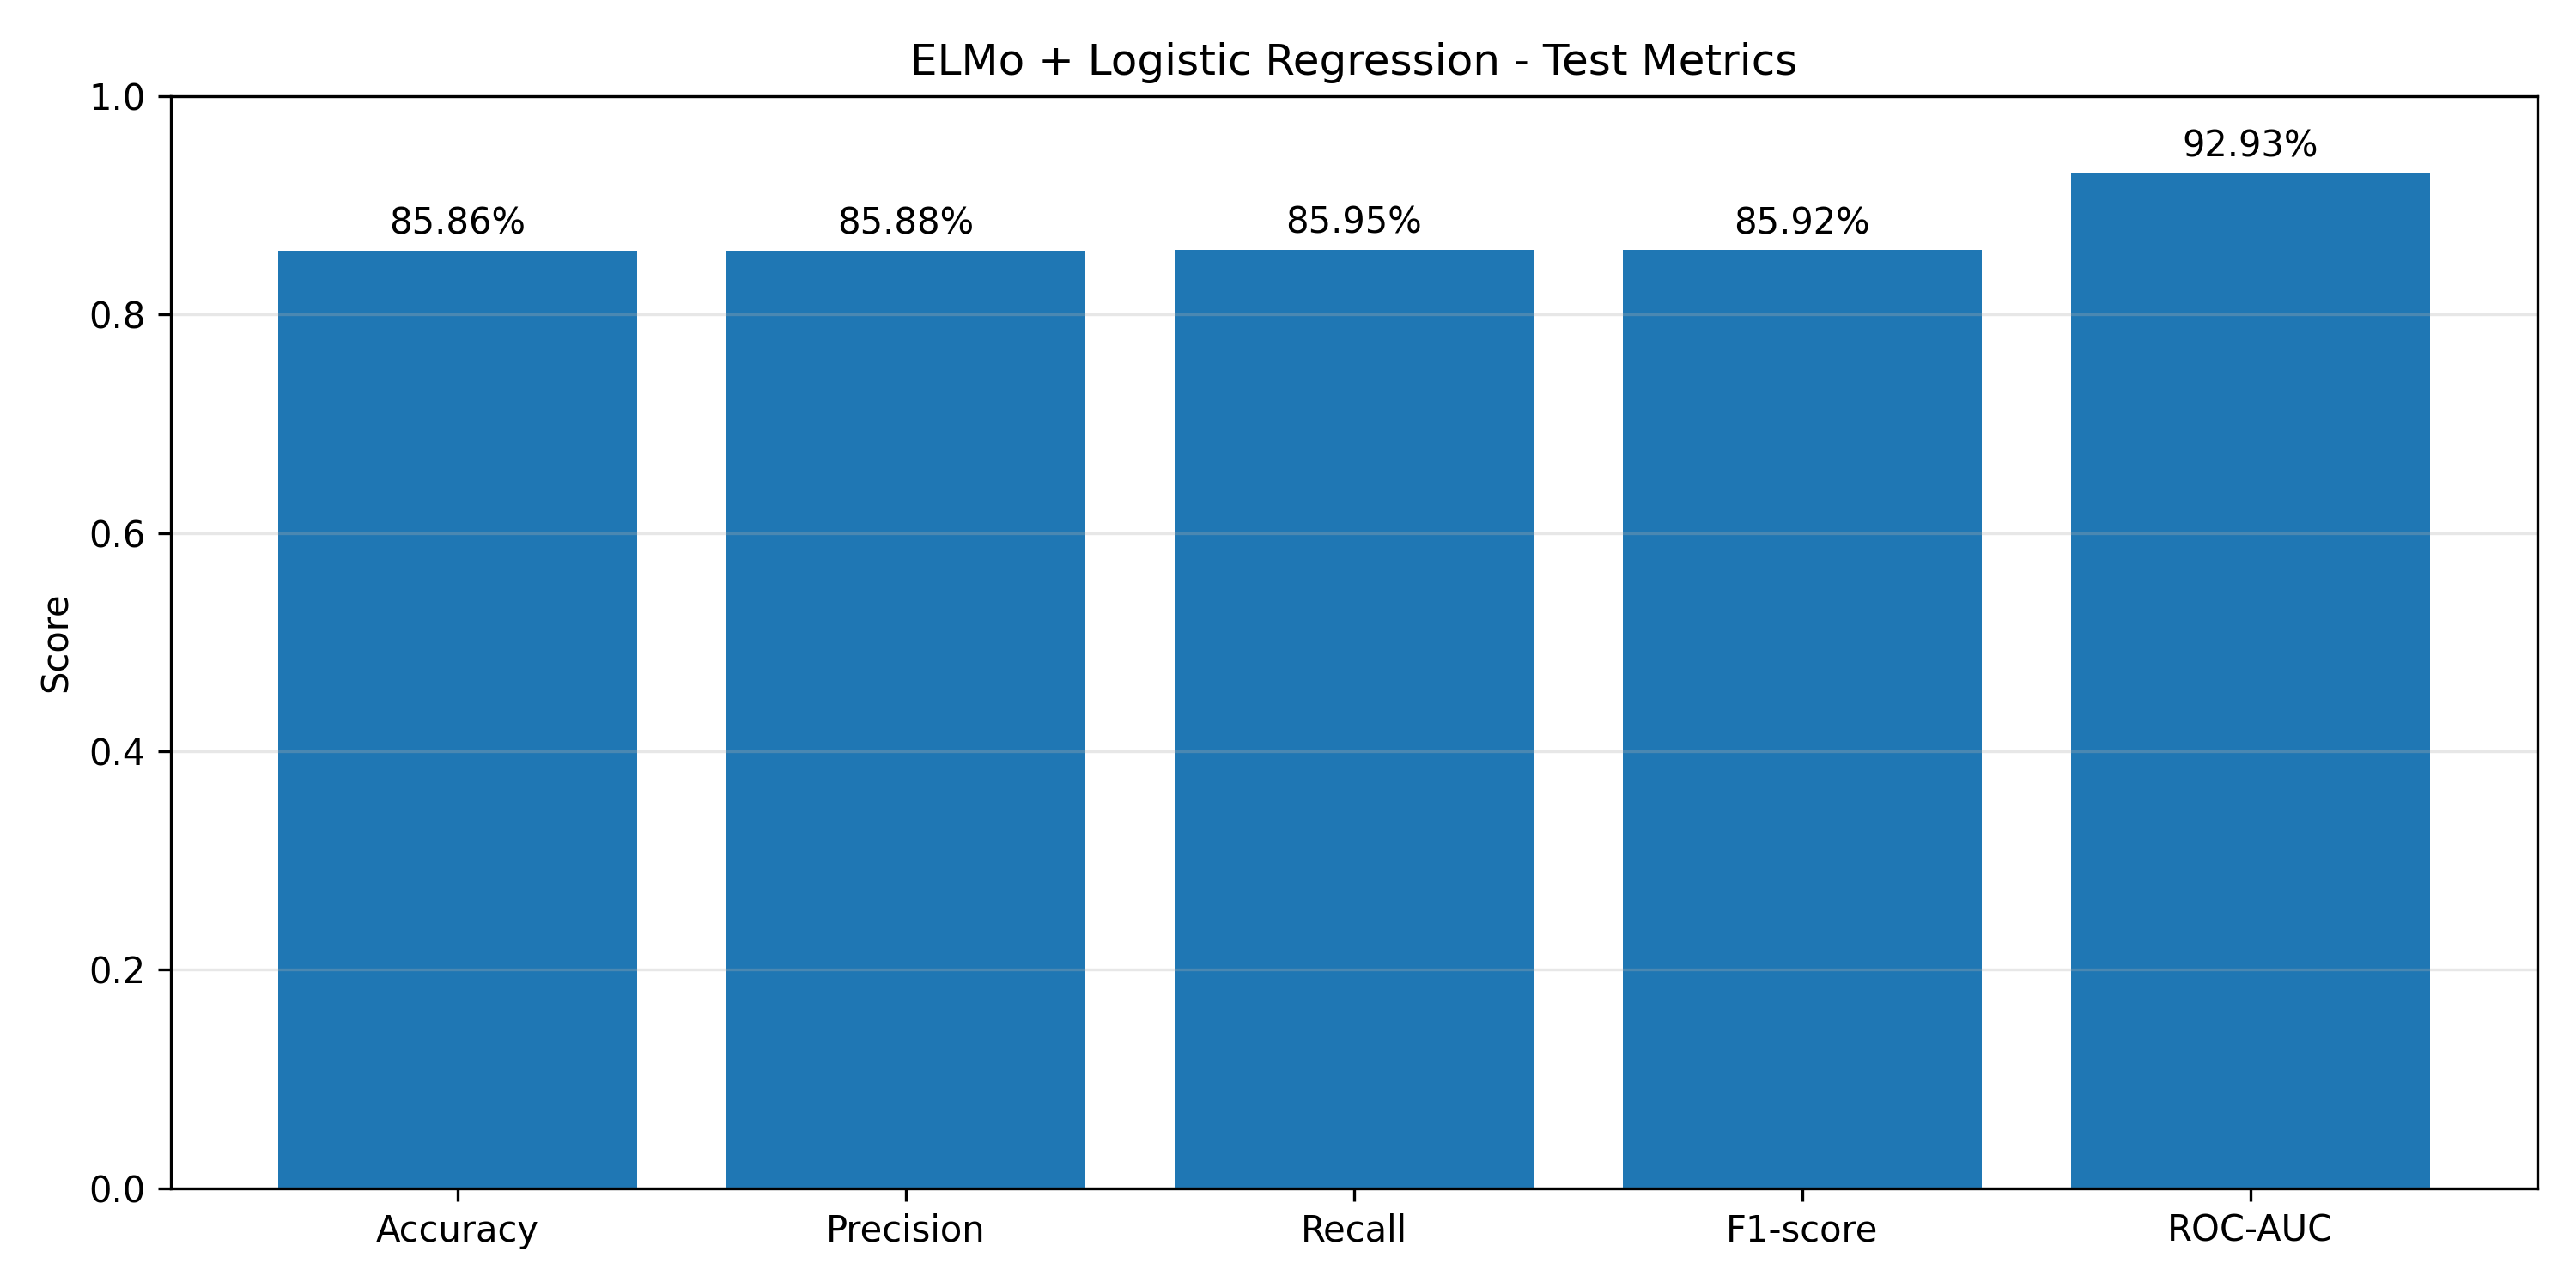 ELMo + Logistic Regression - Test Metrics
1.0
0.8
0.6
0.4
0.2
0.0
Score
85.86%
85.88%
85.95%
85.92%
92.93%
Accuracy
Precision
Recall
F1-score
ROC-AUC